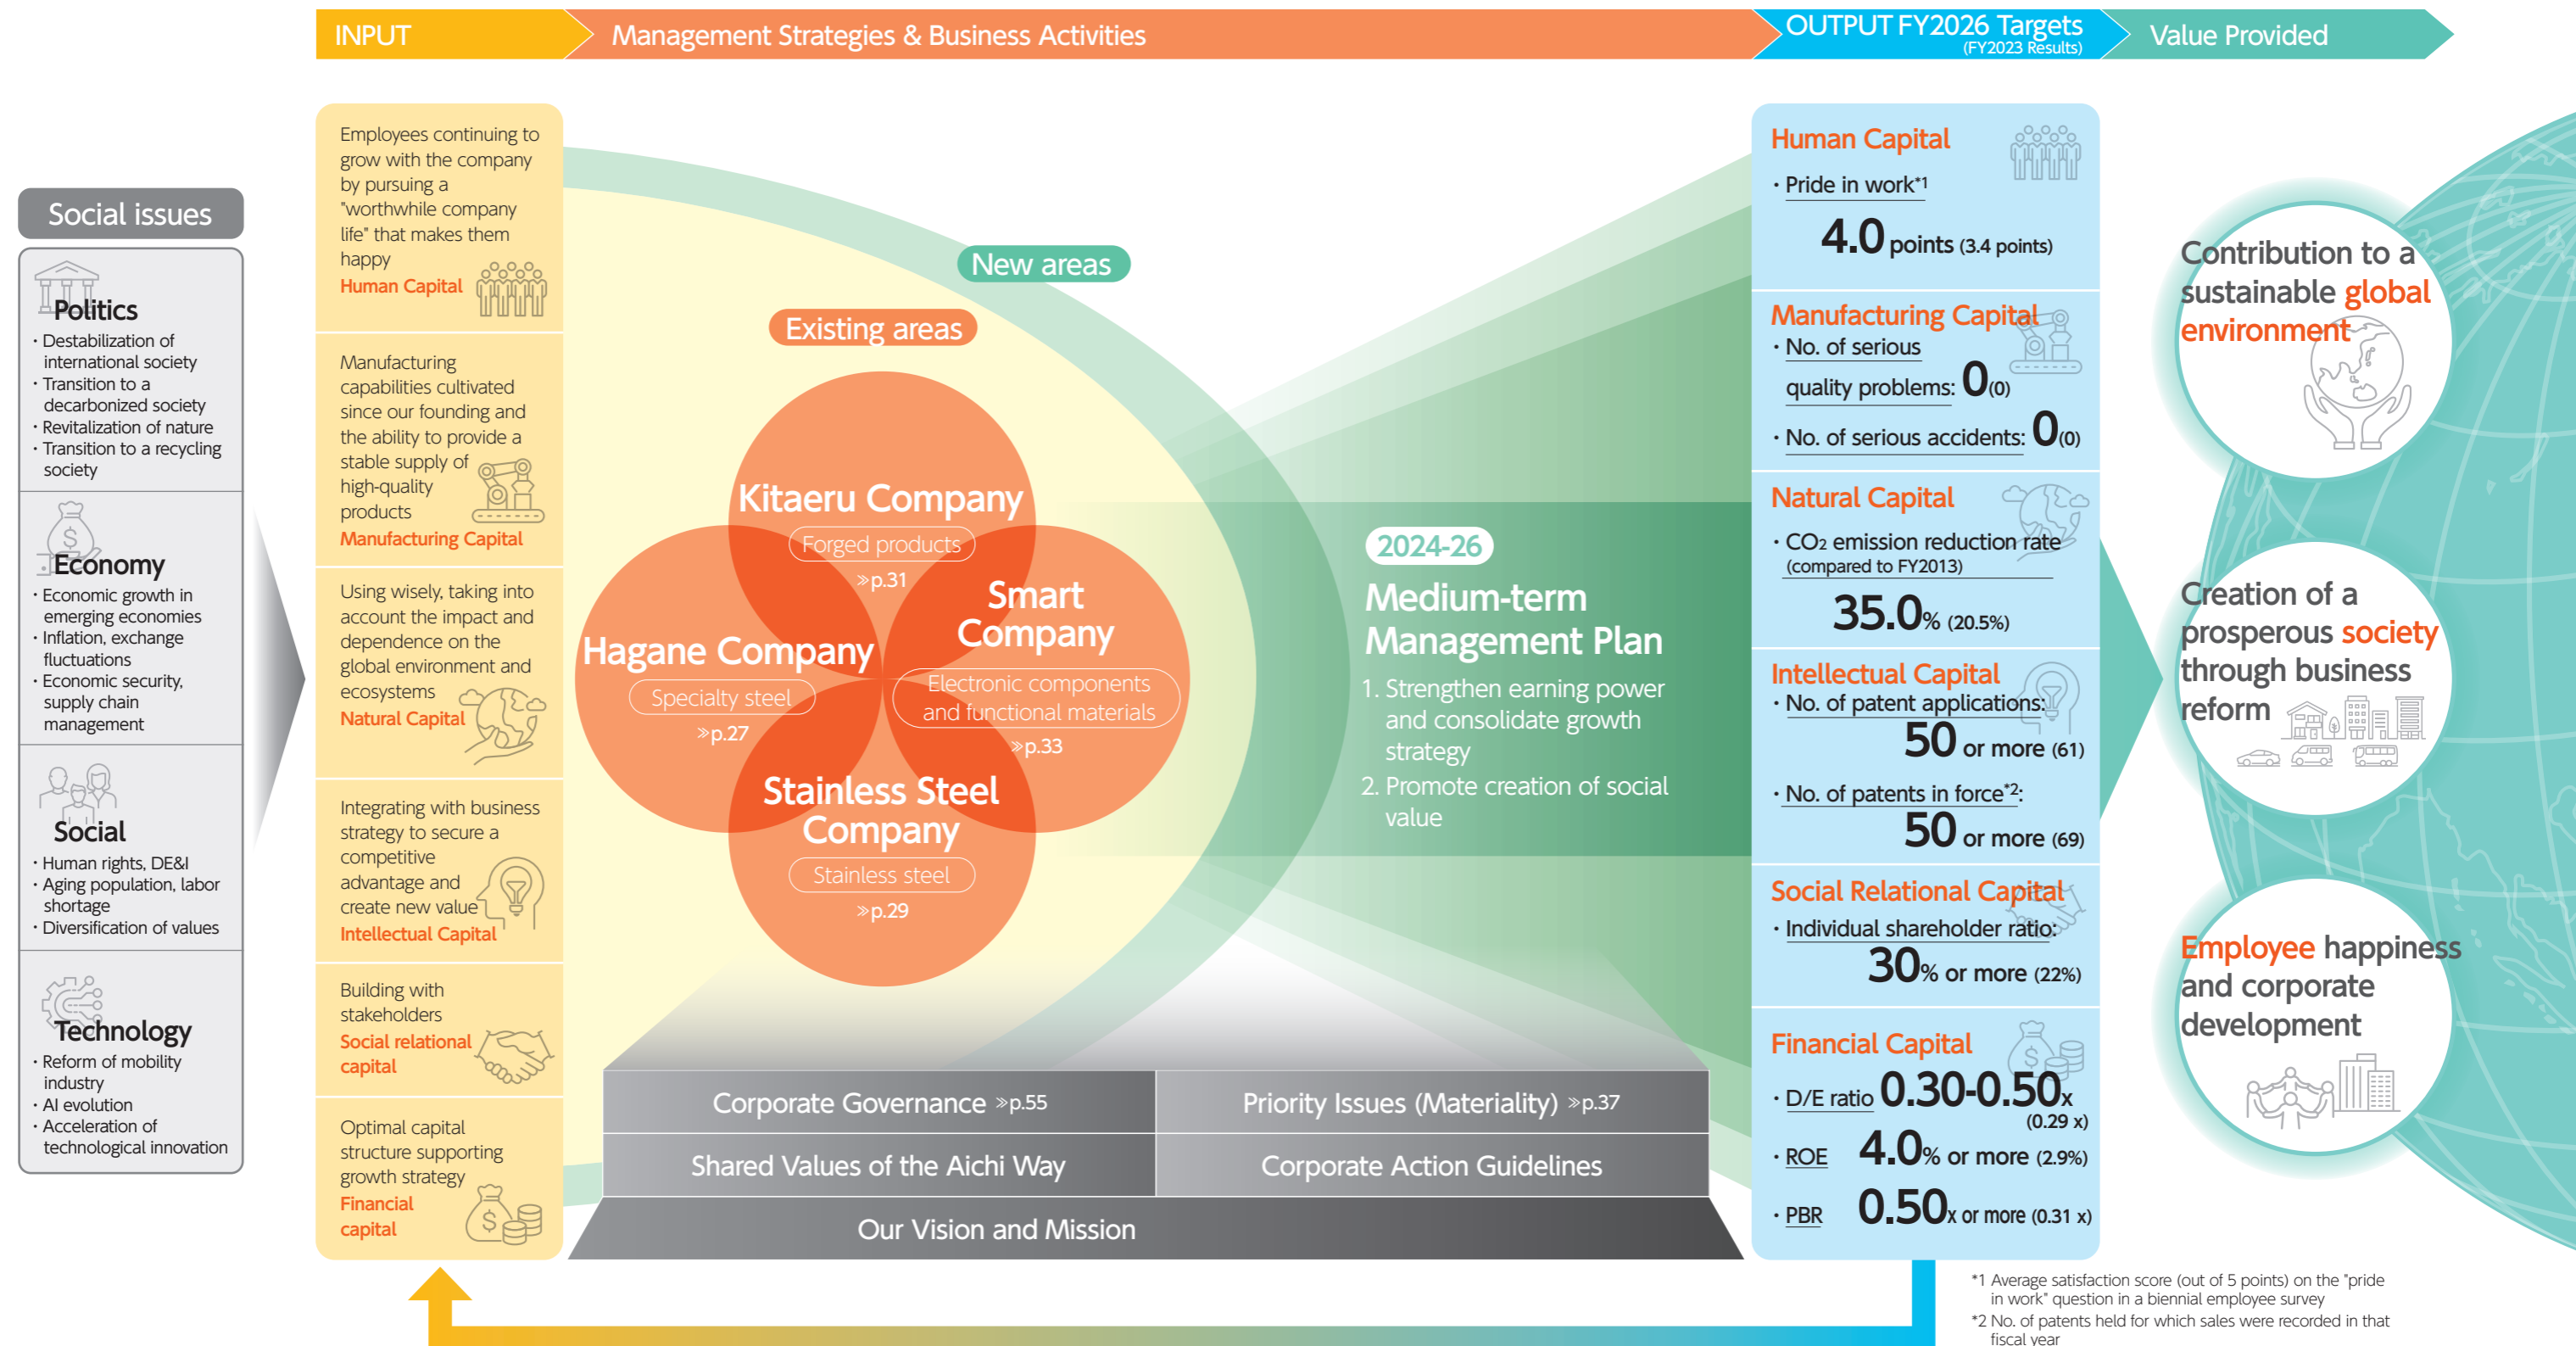 INPUT
Management Strategies & Business Activities
OUTPUT FY2026 Targets
(FY2023 Results)
Value Provided
Social issues
Politics
・Destabilization of
international society
・Transition to a
decarbonized society
・Revitalization of nature
・Transition to a recycling
society
Economy
・Economic growth in
emerging economies
・Inflation, exchange
fluctuations
・Economic security,
supply chain
management
Social
・Human rights, DE&I
・Aging population, labor
shortage
・Diversification of values
Technology
・Reform of mobility
industry
・AI evolution
・Acceleration of
technological innovation
Employees continuing to
grow with the company
by pursuing a
"worthwhile company
life" that makes them
happy
Human Capital
Manufacturing
capabilities cultivated
since our founding and
the ability to provide a
stable supply of
high-quality
products
Manufacturing Capital
Using wisely, taking into
account the impact and
dependence on the
global environment and
ecosystems
Natural Capital
Integrating with business
strategy to secure a
competitive
advantage and
create new value
Intellectual Capital
Building with
stakeholders
Social relational
capital
Optimal capital
structure supporting
growth strategy
Financial
capital
New areas
Existing areas
Kitaeru Company
Forged products
≫p.31
Hagane Company
Specialty steel
≫p.27
Smart
Company
Electronic components
and functional materials
≫p.33
Stainless Steel
Company
Stainless steel
≫p.29
2024-26
Medium-term
Management Plan
1. Strengthen earning power
and consolidate growth
strategy
2. Promote creation of social
value
Corporate Governance ≫p.55
Priority Issues (Materiality) ≫p.37
Shared Values of the Aichi Way
Corporate Action Guidelines
Our Vision and Mission
Human Capital
・Pride in work*1
4.0 points (3.4 points)
Manufacturing Capital
・No. of serious
quality problems: 0(0)
・No. of serious accidents: 0(0)
Natural Capital
・CO2 emission reduction rate
(compared to FY2013)
35.0% (20.5%)
Intellectual Capital
・No. of patent applications:
50 or more (61)
・No. of patents in force*2:
50 or more (69)
Social Relational Capital
・Individual shareholder ratio:
30% or more (22%)
Financial Capital
・D/E ratio 0.30-0.50x
(0.29 x)
・ROE 4.0% or more (2.9%)
・PBR 0.50x or more (0.31 x)
Contribution to a
sustainable global
environment
Creation of a
prosperous society
through business
reform
Employee happiness
and corporate
development
*1 Average satisfaction score (out of 5 points) on the "pride
in work" question in a biennial employee survey
*2 No. of patents held for which sales were recorded in that
fiscal year